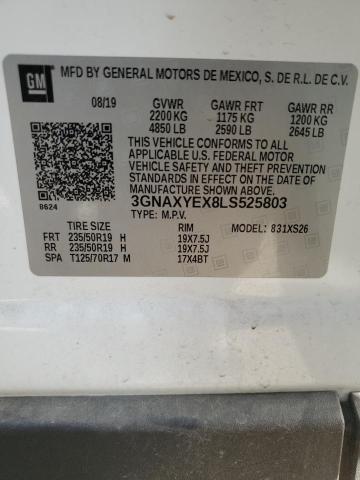 GM
MFD BY GENERAL MOTORS DE MEXICO, S. DE R.L. DE C.V.
08/19 GVWR GAWR FRT GAWR RR
2200 KG 1175 KG 1200 KG
4850 LB 2590 LB 2645 LB
THIS VEHICLE CONFORMS TO ALL
APPLICABLE U.S. FEDERAL MOTOR
VEHICLE SAFETY AND THEFT
PREVENTION STANDARDS IN EFFECT ON
THE DATE OF MANUFACTURE SHOWN ABOVE.
8624
3GNAXYEX8LS525803
TYPE: M.P.V.
TIRE SIZE RIM MODEL: 831XS26
FRT 235/50R19 H 19X7.5J
RR 235/50R19 H 19X7.5J
SPA T125/70R17 M 17X4BT